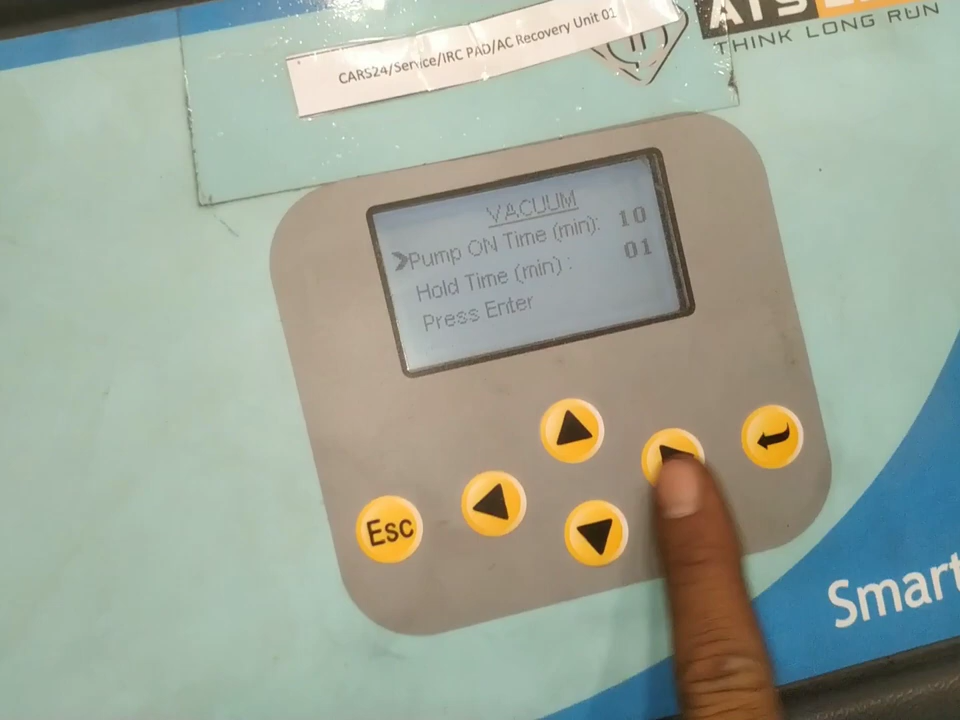 CARS24/Service/IRC PAD/AC Recovery Unit 01
THINK LONG RUN
VACUUM
Pump ON Time (min): 10
Hold Time (min) : 01
Press Enter
Esc
Smart